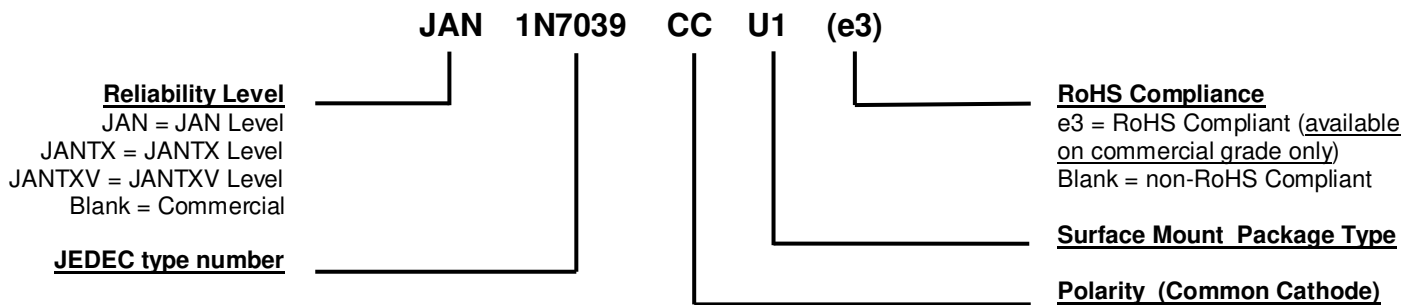 JAN 1N7039 CC U1 (e3)
Reliability Level
JAN = JAN Level
JANTX = JANTX Level
JANTXV = JANTXV Level
Blank = Commercial
JEDEC type number
RoHS Compliance
e3 = RoHS Compliant (available
on commercial grade only)
Blank = non-RoHS Compliant
Surface Mount Package Type
Polarity (Common Cathode)